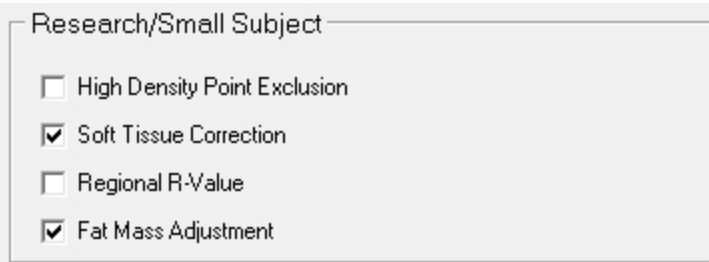 Research/Small Subject
High Density Point Exclusion
Soft Tissue Correction
Regional R-Value
Fat Mass Adjustment